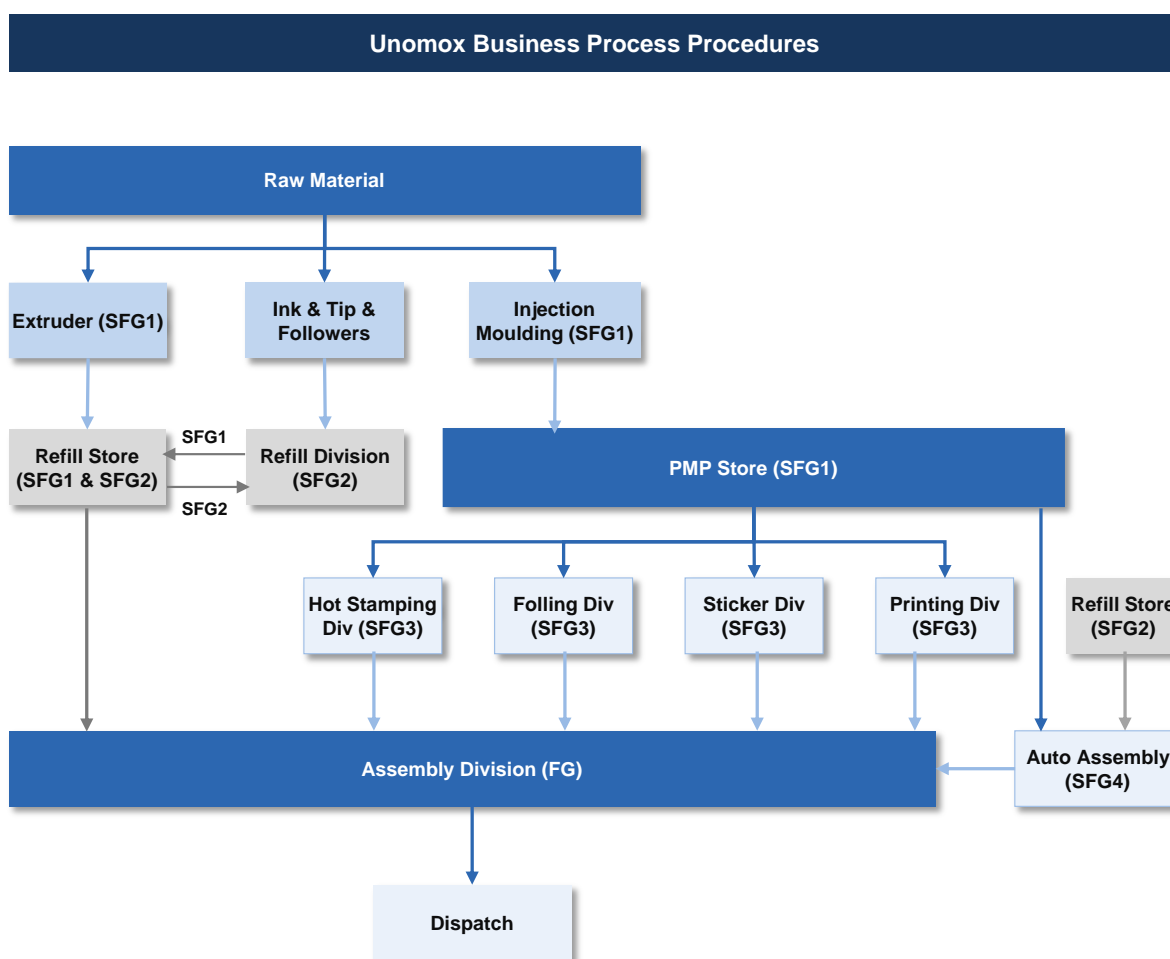 Unomox Business Process Procedures
Raw Material
Extruder (SFG1)
Ink & Tip &
Followers
Injection
Moulding (SFG1)
Refill Store
(SFG1 & SFG2)
SFG1
SFG2
Refill Division
(SFG2)
PMP Store (SFG1)
Hot Stamping
Div (SFG3)
Folling Div
(SFG3)
Sticker Div
(SFG3)
Printing Div
(SFG3)
Refill Store
(SFG2)
Assembly Division (FG)
Auto Assembly
(SFG4)
Dispatch